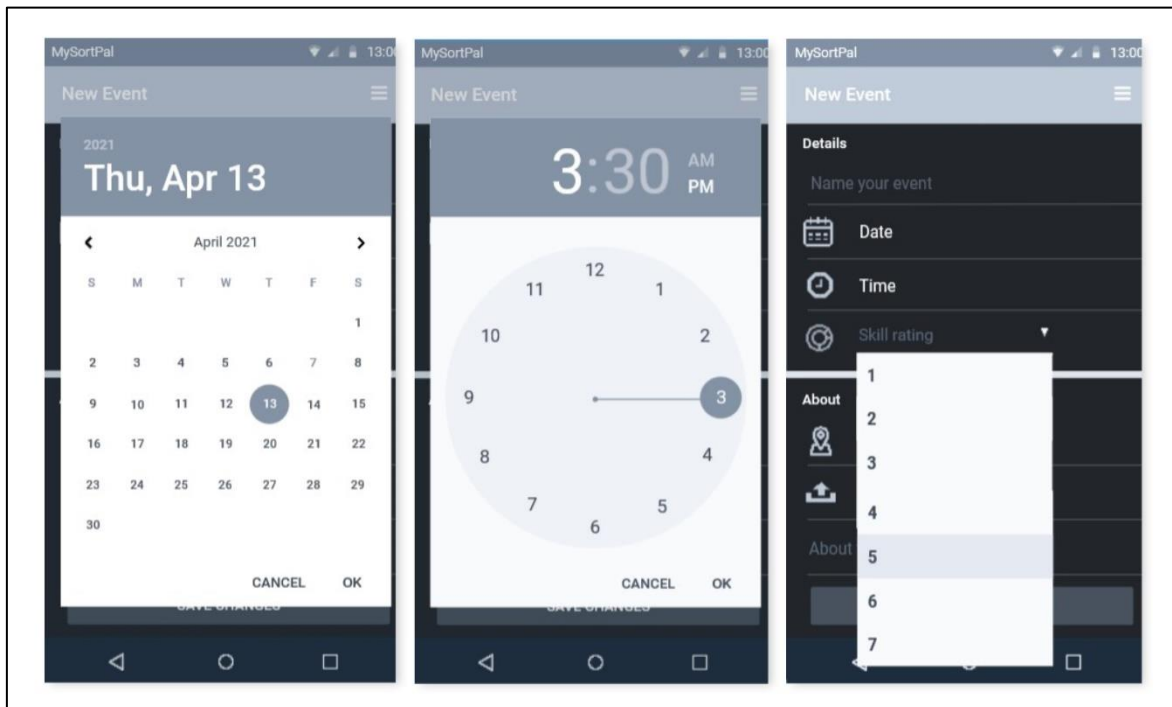 MySortPal 13:00
New Event
2021
Thu, Apr 13
April 2021
S M T W T F S
1
2 3 4 5 6 7 8
9 10 11 12 13 14 15
16 17 18 19 20 21 22
23 24 25 26 27 28 29
30
CANCEL OK
MySortPal 13:00
New Event
3:30 AM
PM
12
11 1
10 2
9 3
8 4
7 5
6
CANCEL OK
MySortPal 13:00
New Event
Details
Name your event
Date
Time
Skill rating
1
About
2
3
4
About
5
6
7